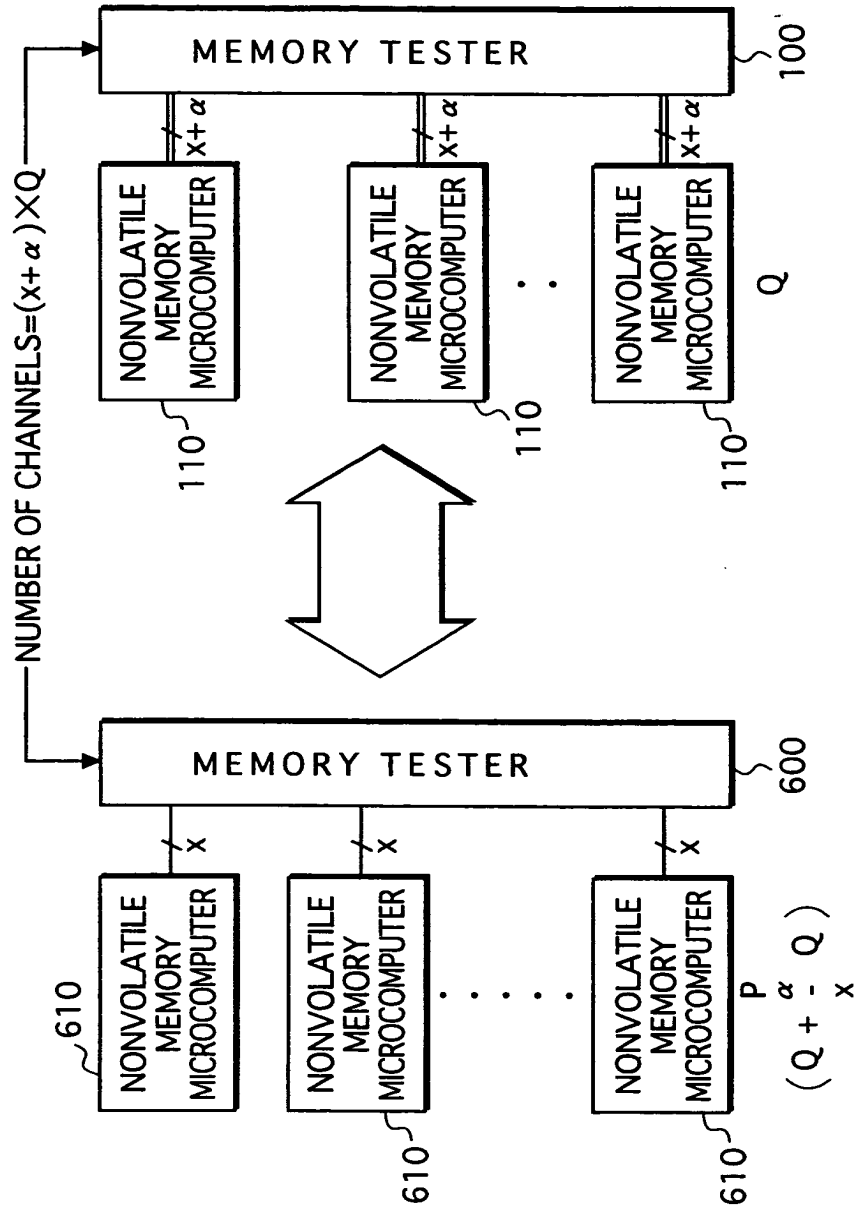 NUMBER OF CHANNELS=(x+α)×Q
610
NONVOLATILE
MEMORY
MICROCOMPUTER
x
610
NONVOLATILE
MEMORY
MICROCOMPUTER
x
. . . . .
610
NONVOLATILE
MEMORY
MICROCOMPUTER
x
P
(Q + α/x Q)
MEMORY TESTER
600
110
NONVOLATILE
MEMORY
MICROCOMPUTER
x+α
110
NONVOLATILE
MEMORY
MICROCOMPUTER
x+α
. .
110
NONVOLATILE
MEMORY
MICROCOMPUTER
x+α
Q
MEMORY TESTER
100'